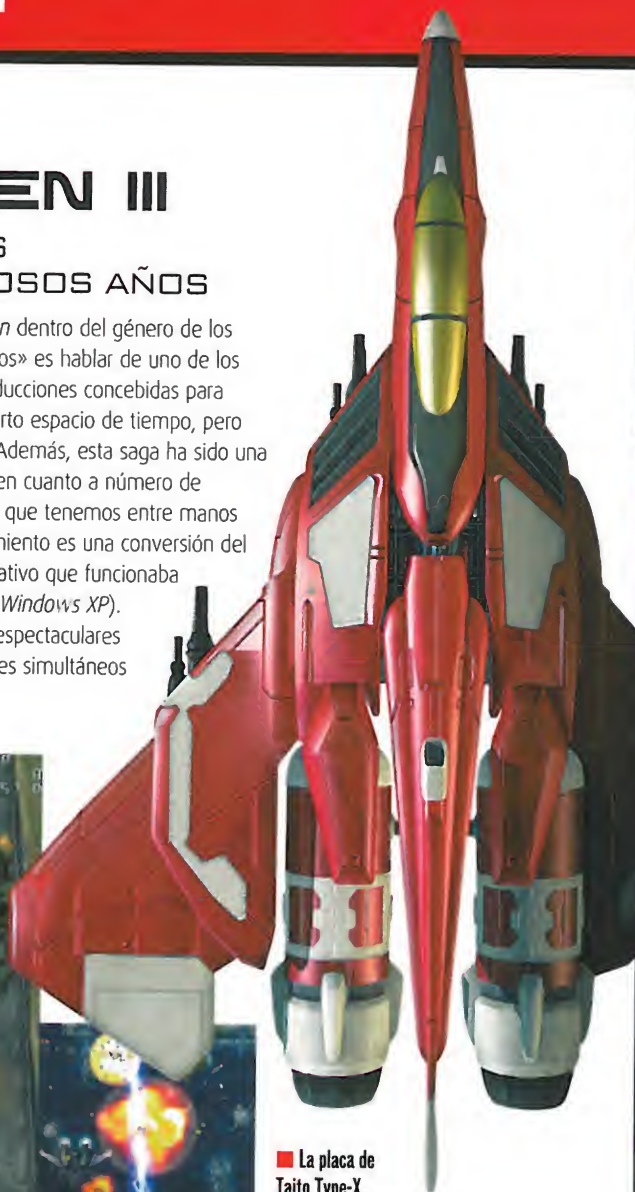 EN III
S
OSOS AÑOS
n dentro del género de los
os» es hablar de uno de los
ducciones concebidas para
rto espacio de tiempo, pero
Además, esta saga ha sido una
en cuanto a número de
que tenemos entre manos
miento es una conversión del
ativo que funcionaba
Windows XP).
espectaculares
es simultáneos
La placa de
Taito Type-X